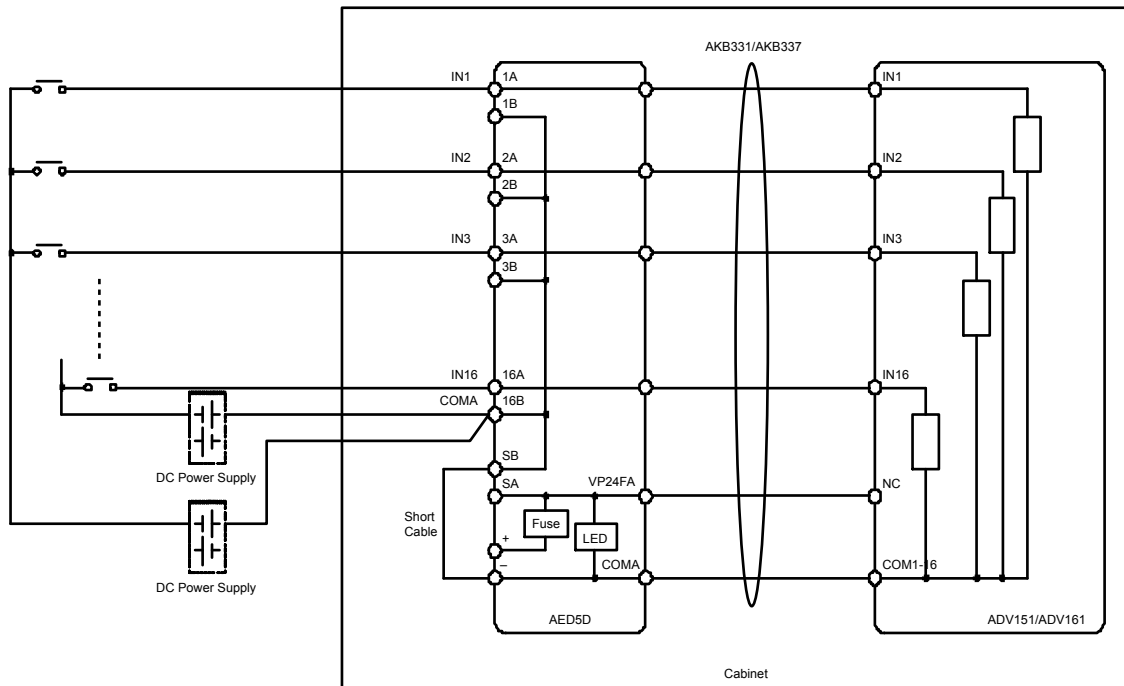 AKB331/AKB337
IN1
1A
IN1
1B
IN2
2A
IN2
2B
IN3
3A
IN3
3B
IN16
16A
IN16
COMA
16B
DC Power Supply
SB
SA
VP24FA
NC
Short
Cable
Fuse
LED
+
–
COMA
COM1-16
DC Power Supply
AED5D
ADV151/ADV161
Cabinet